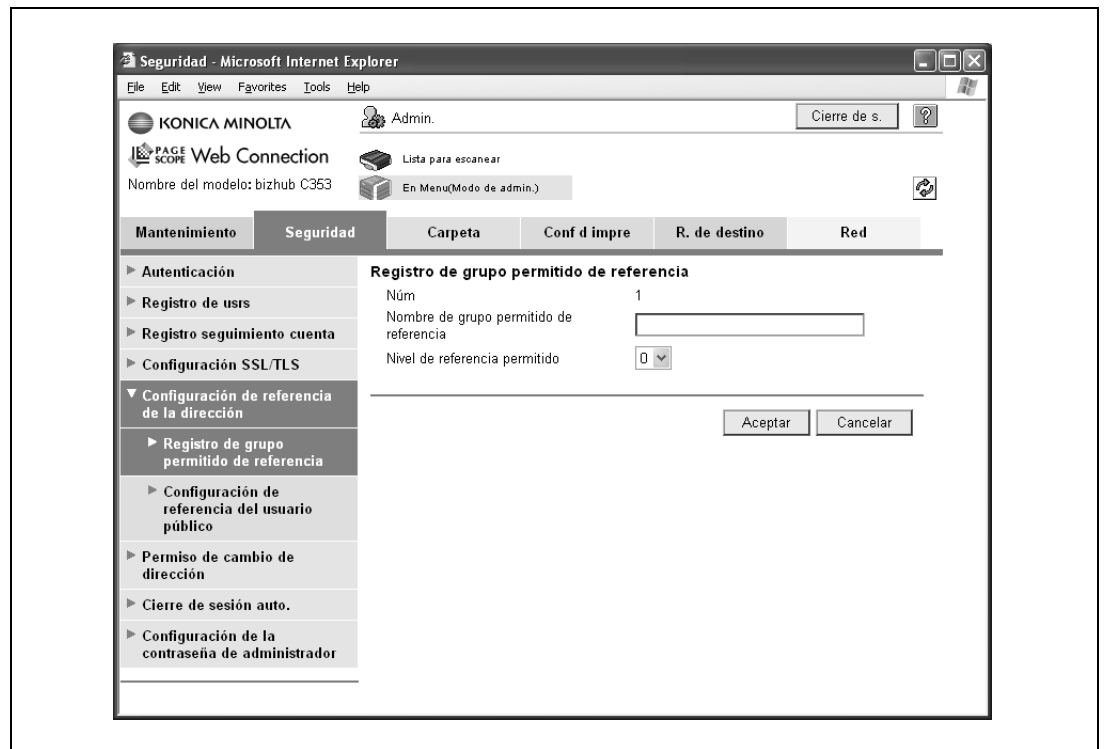 Seguridad - Microsoft Internet Explorer
File Edit View Favorites Tools Help
KONICA MINOLTA
Admin.
Cierre de s.
?
PAGE SCOPE Web Connection
Lista para escanear
Nombre del modelo: bizhub C353
En Menu(Modo de admin.)
Mantenimiento Seguridad Carpeta Conf d impre R. de destino Red
Autenticación
Registro de usrs
Registro seguimiento cuenta
Configuración SSL/TLS
Configuración de referencia
de la dirección
Registro de grupo
permitido de referencia
Configuración de
referencia del usuario
público
Permiso de cambio de
dirección
Cierre de sesión auto.
Configuración de la
contraseña de administrador
Registro de grupo permitido de referencia
Núm 1
Nombre de grupo permitido de
referencia
Nivel de referencia permitido 0
Aceptar Cancelar